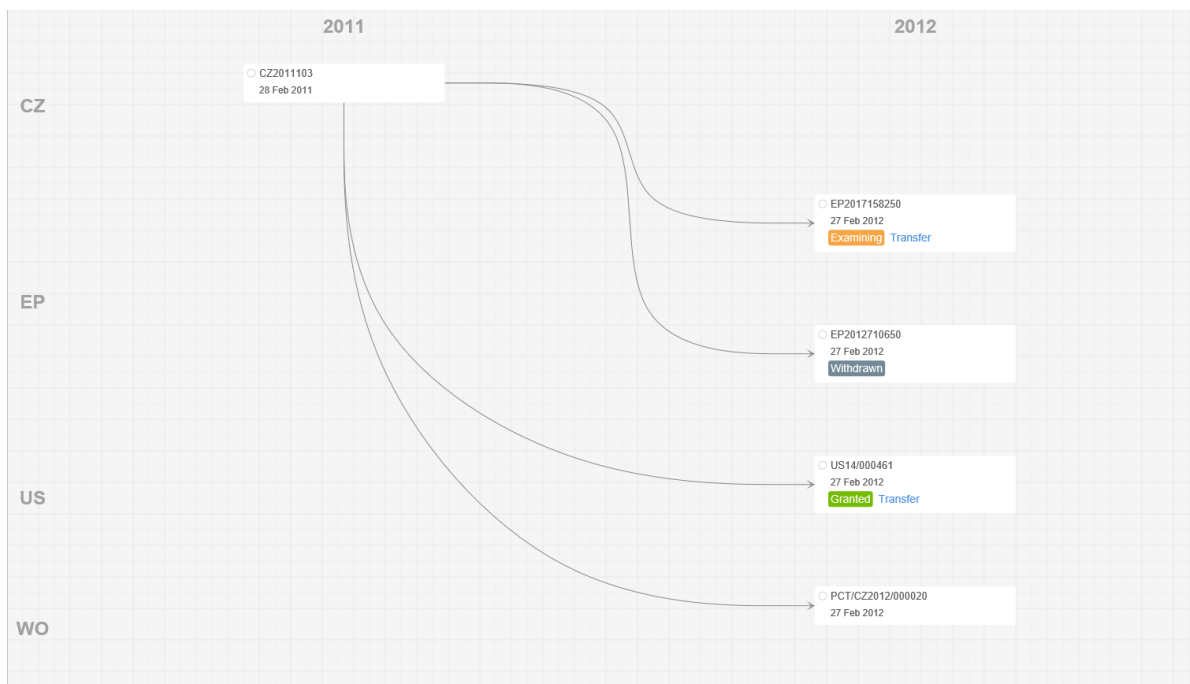 2011 2012
CZ2011103
28 Feb 2011
CZ
EP2017158250
27 Feb 2012
Examining Transfer
EP
EP2012710650
27 Feb 2012
Withdrawn
US14/000461
27 Feb 2012
Granted Transfer
US
PCT/CZ2012/000020
27 Feb 2012
WO